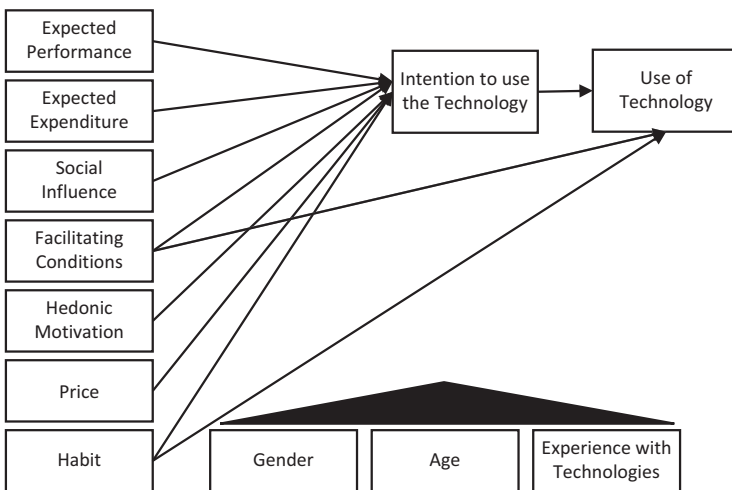 Expected
Performance
Expected
Expenditure
Social
Influence
Facilitating
Conditions
Hedonic
Motivation
Price
Habit
Intention to use
the Technology
Use of
Technology
Gender
Age
Experience with
Technologies